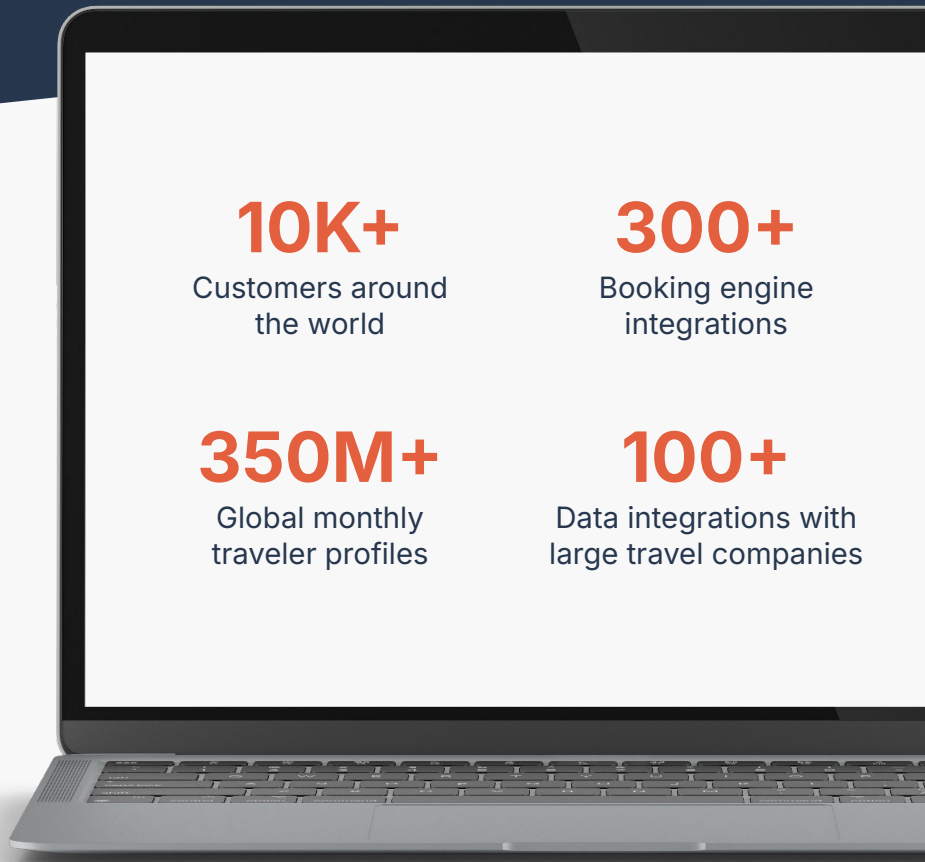 10K+
Customers around
the world
300+
Booking engine
integrations
350M+
Global monthly
traveler profiles
100+
Data integrations with
large travel companies